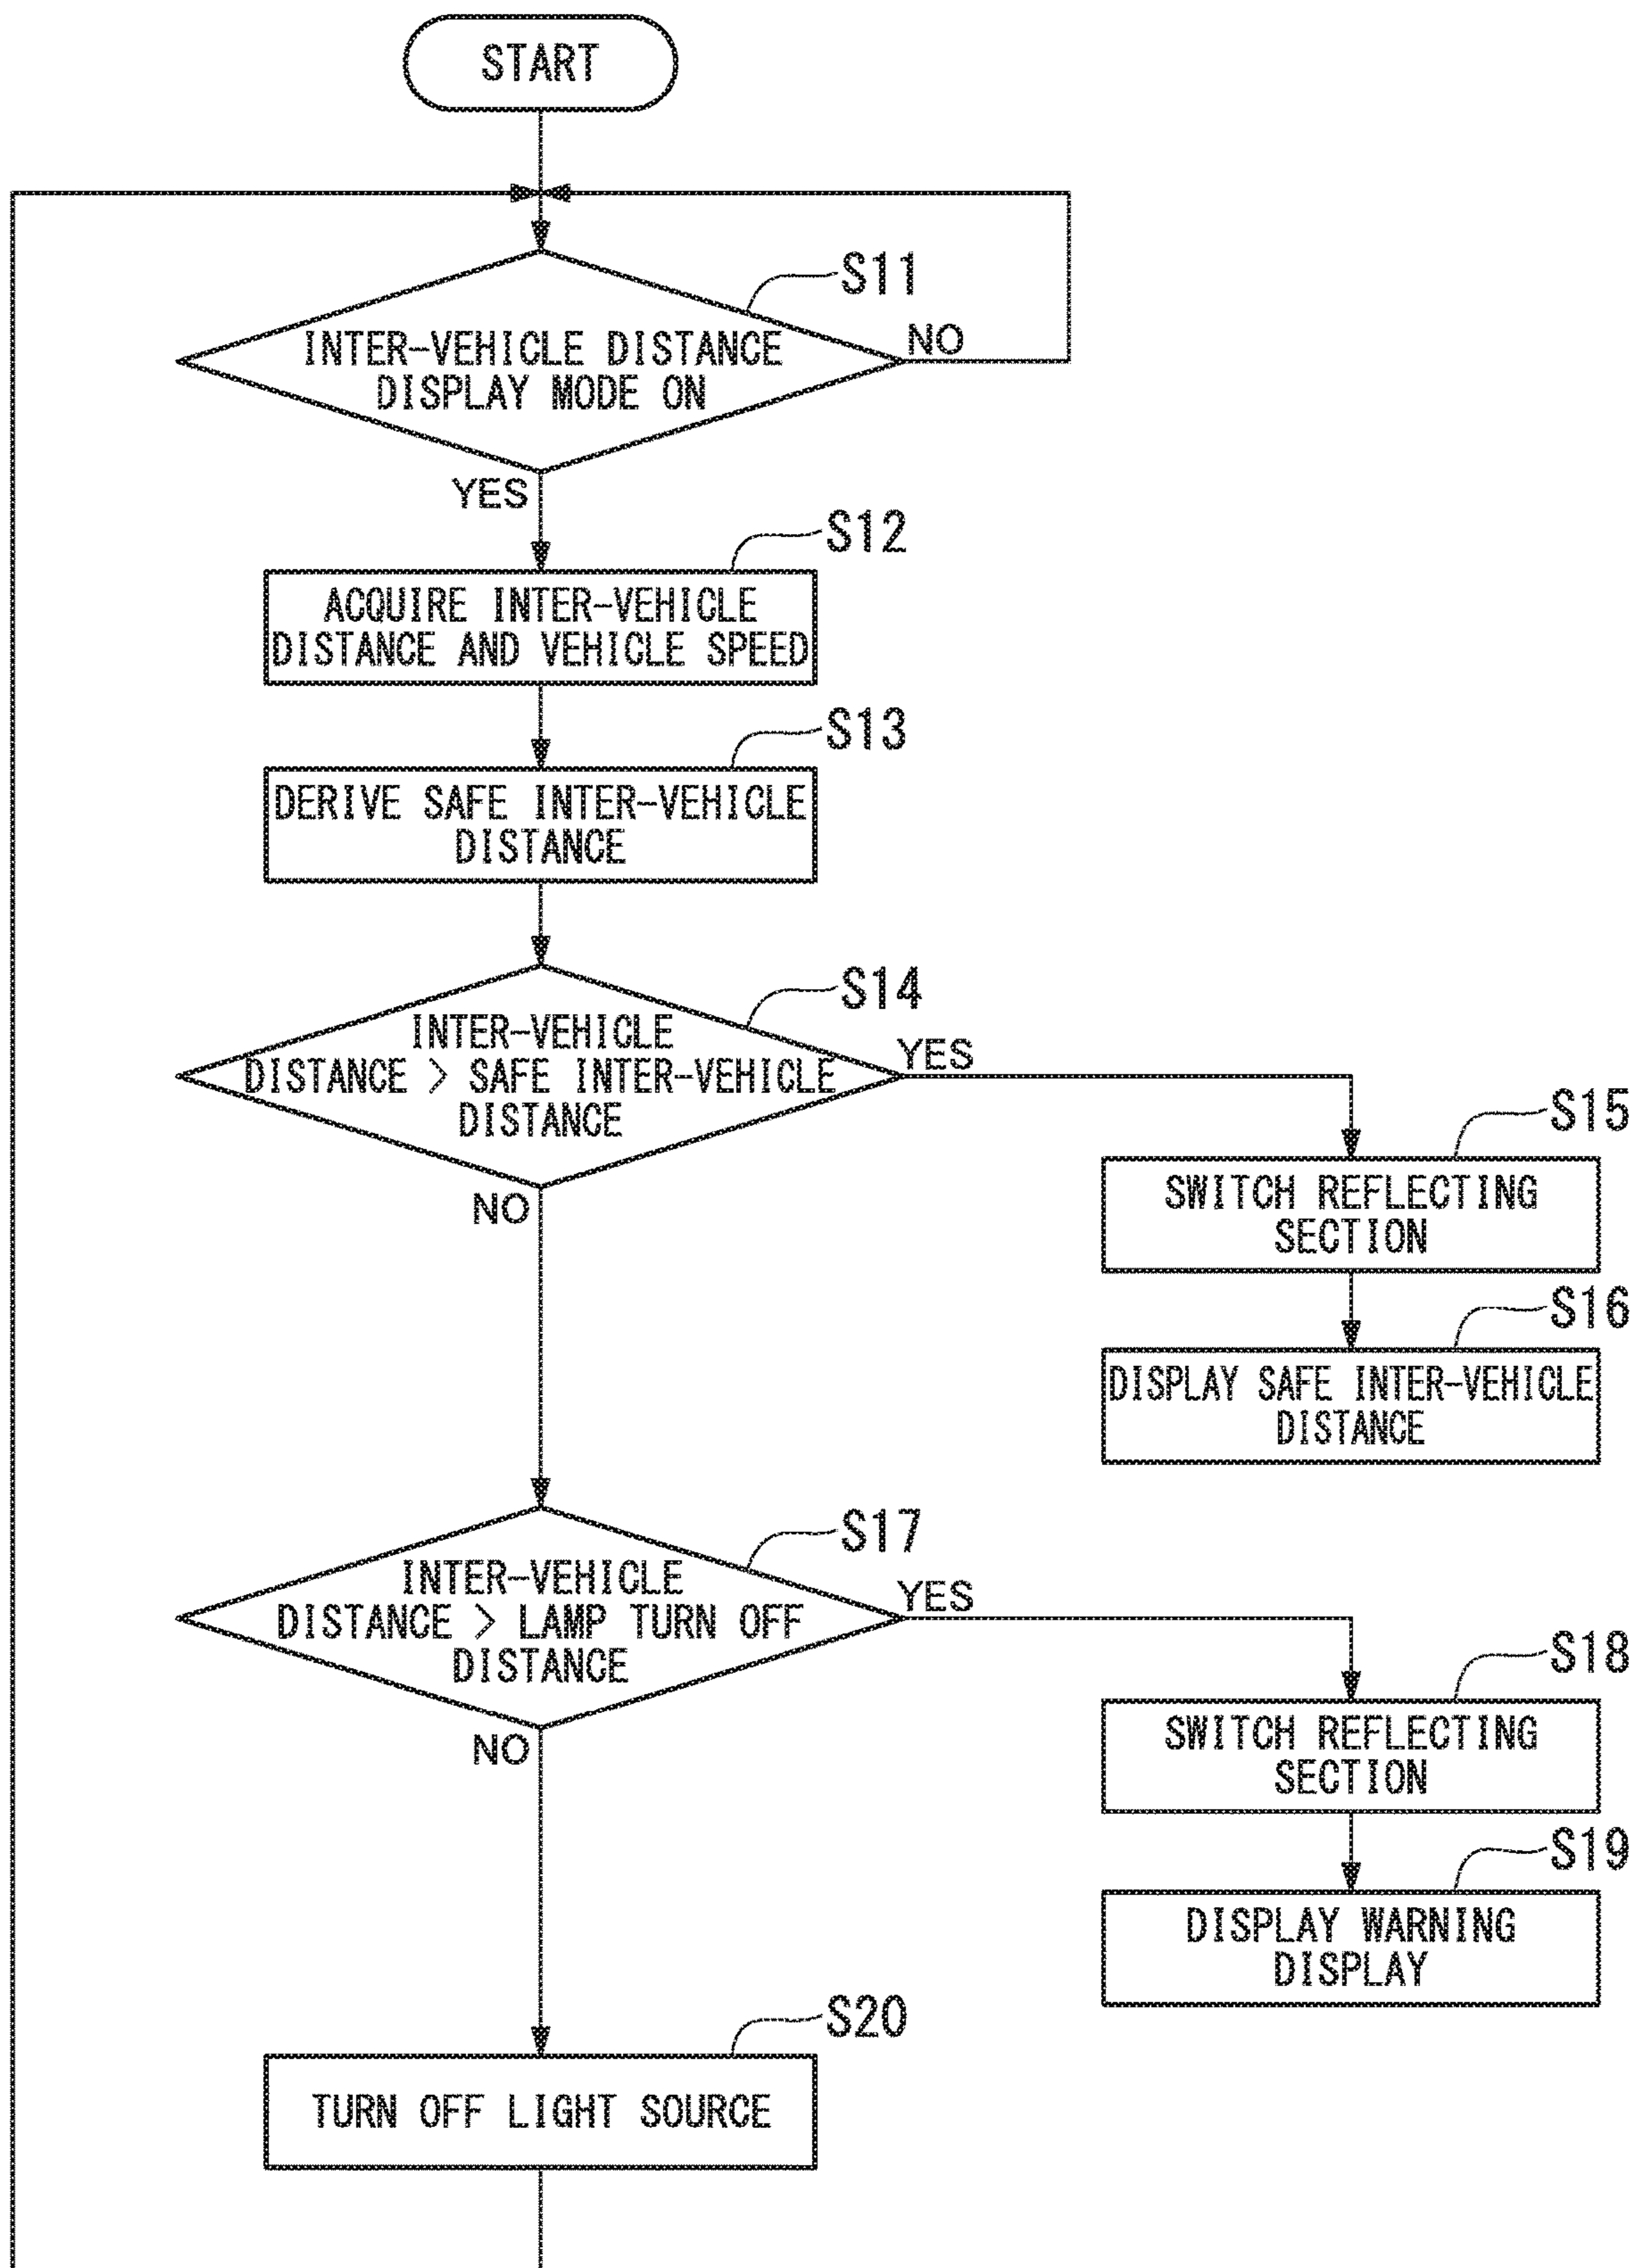 START
S11
INTER-VEHICLE DISTANCE
DISPLAY MODE ON
NO
YES
S12
ACQUIRE INTER-VEHICLE
DISTANCE AND VEHICLE SPEED
S13
DERIVE SAFE INTER-VEHICLE
DISTANCE
S14
INTER-VEHICLE
DISTANCE > SAFE INTER-VEHICLE
DISTANCE
YES
NO
S15
SWITCH REFLECTING
SECTION
S16
DISPLAY SAFE INTER-VEHICLE
DISTANCE
S17
INTER-VEHICLE
DISTANCE > LAMP TURN OFF
DISTANCE
YES
NO
S18
SWITCH REFLECTING
SECTION
S19
DISPLAY WARNING
DISPLAY
S20
TURN OFF LIGHT SOURCE